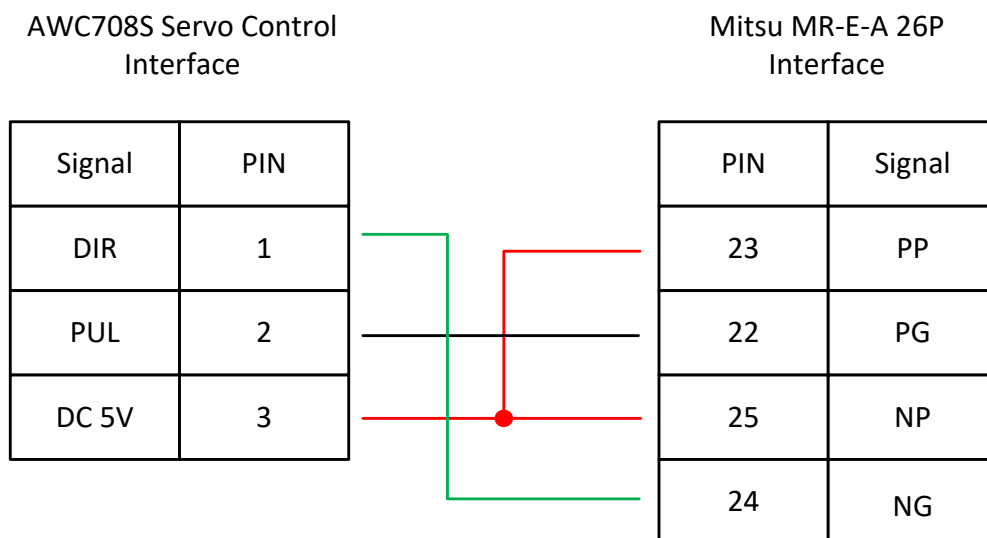 AWC708S Servo Control
Interface
Mitsu MR-E-A 26P
Interface
Signal PIN
DIR 1
PUL 2
DC 5V 3
PIN Signal
23 PP
22 PG
25 NP
24 NG